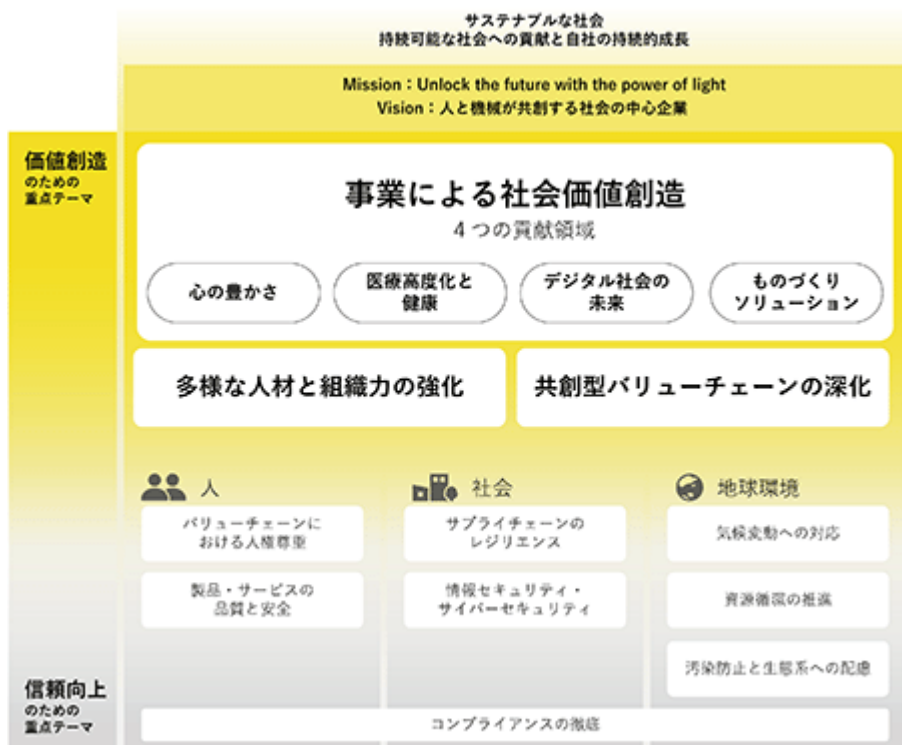 サステナブルな社会
持続可能な社会への貢献と自社の持続的成長
Mission：Unlock the future with the power of light
Vision：人と機械が共創する社会の中心企業
価値創造
のための
重点テーマ
事業による社会価値創造
4つの貢献領域
心の豊かさ
医療高度化と
健康
デジタル社会の
未来
ものづくり
ソリューション
多様な人材と組織力の強化
共創型バリューチェーンの深化
人
バリューチェーンに
おける人権尊重
製品・サービスの
品質と安全
社会
サプライチェーンの
レジリエンス
情報セキュリティ・
サイバーセキュリティ
地球環境
気候変動への対応
資源循環の推進
汚染防止と生態系への配慮
信頼向上
のための
重点テーマ
コンプライアンスの徹底